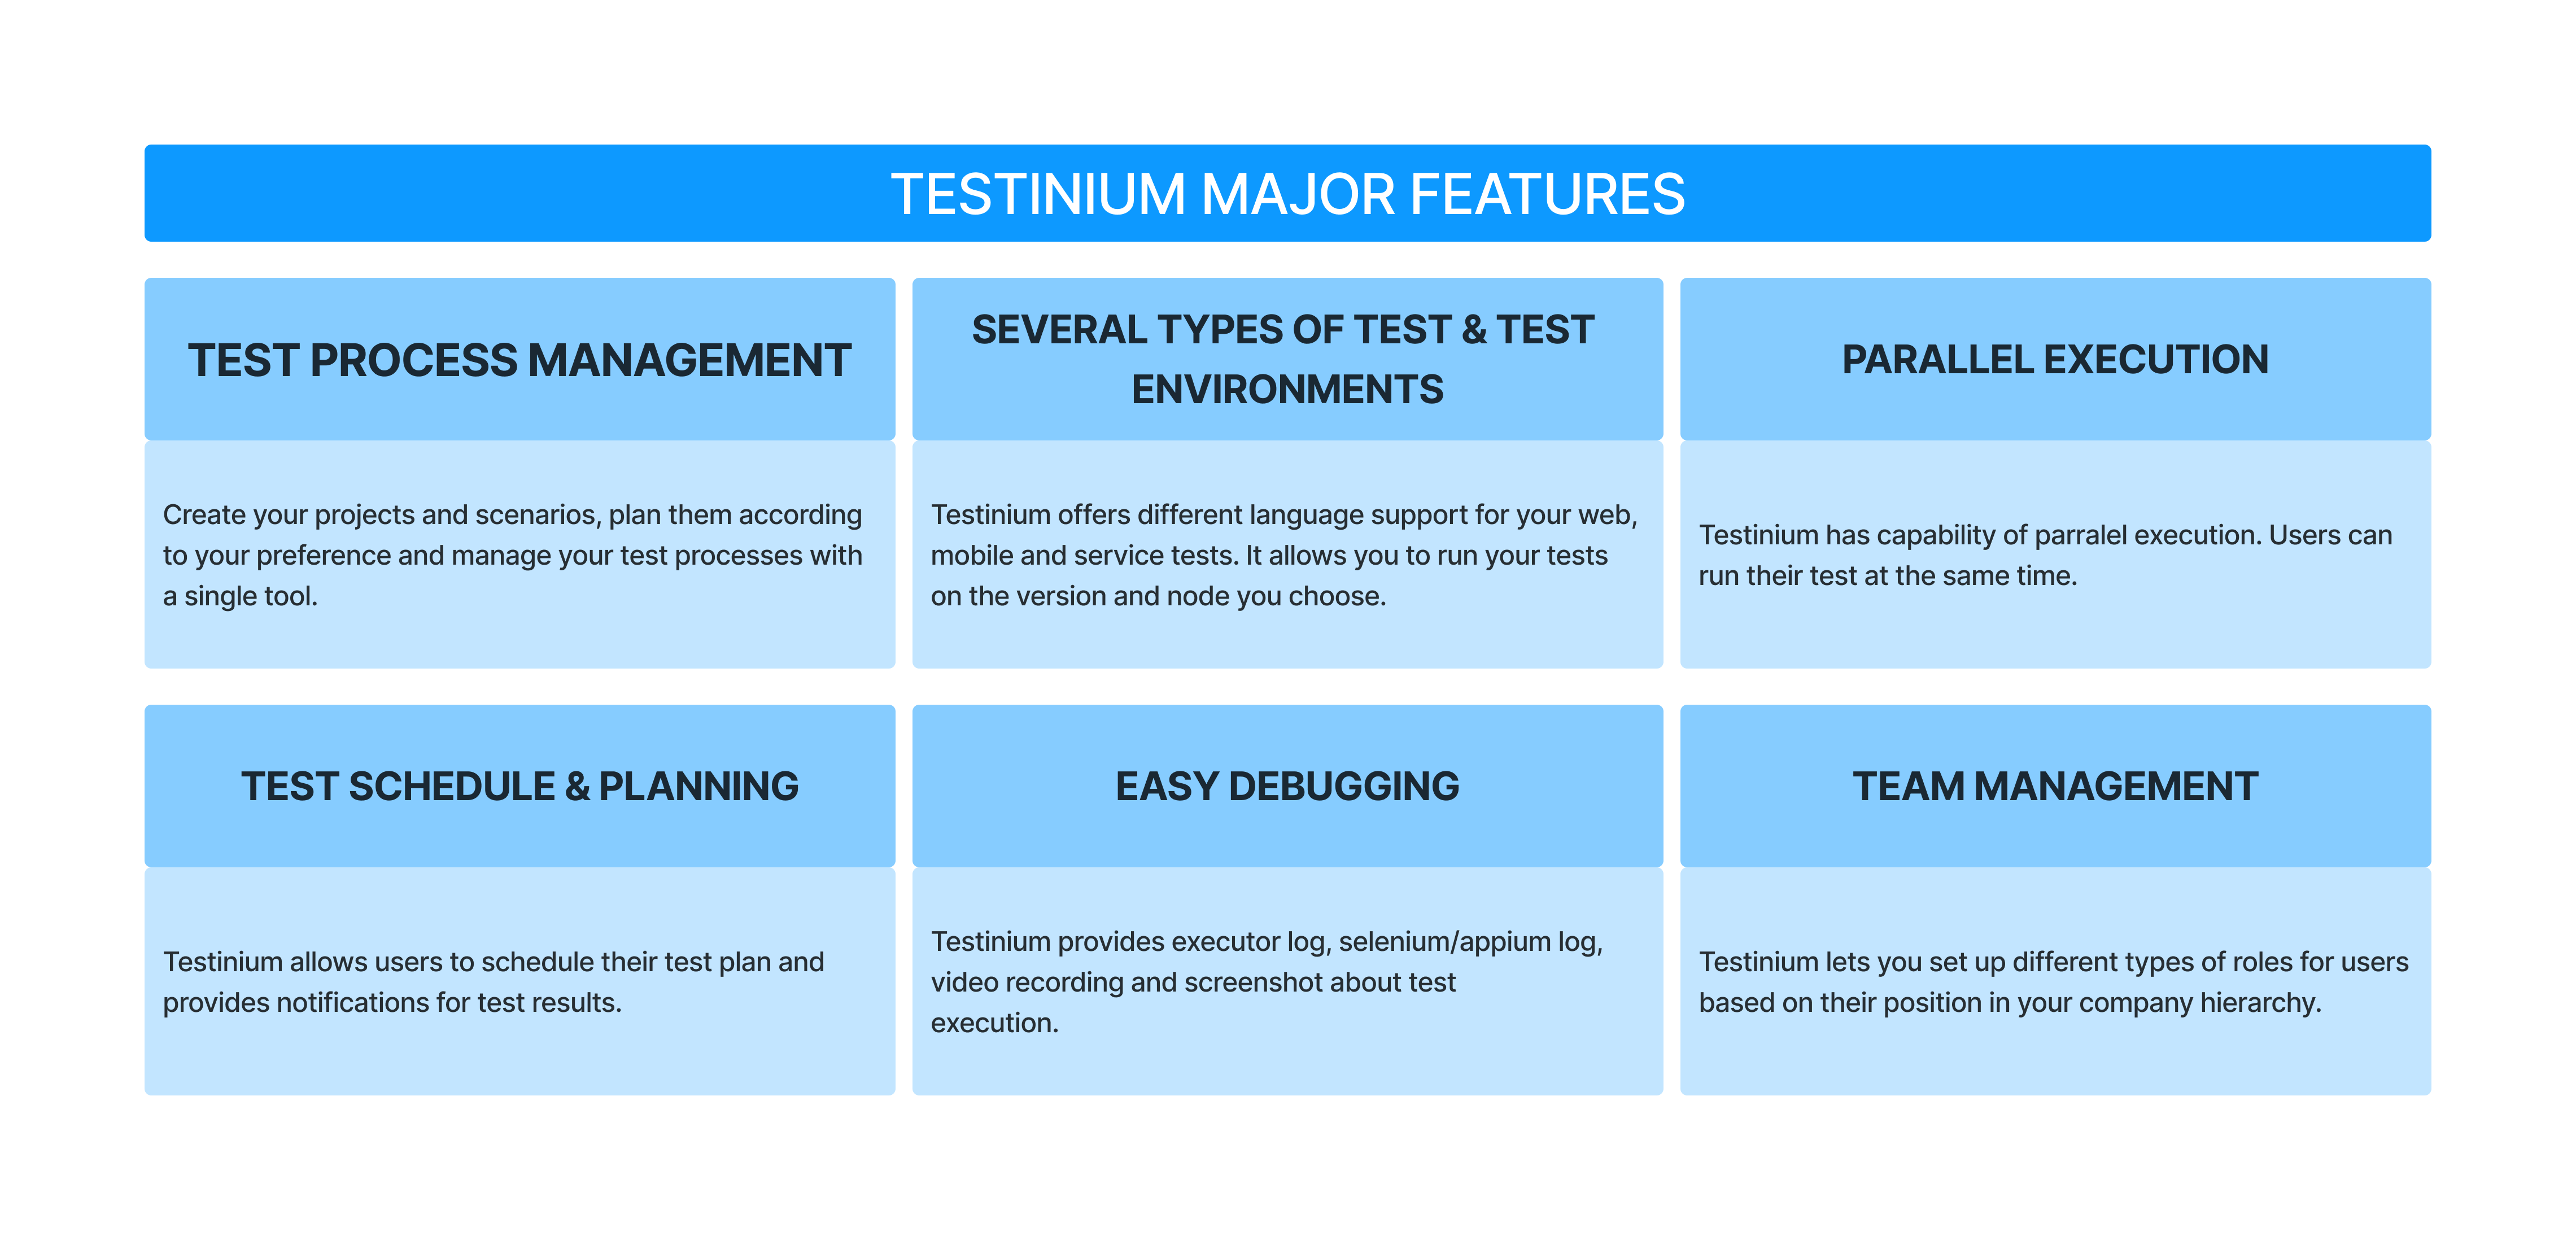 TESTINIUM MAJOR FEATURES
TEST PROCESS MANAGEMENT
Create your projects and scenarios, plan them according
to your preference and manage your test processes with
a single tool.
SEVERAL TYPES OF TEST & TEST
ENVIRONMENTS
Testinium offers different language support for your web,
mobile and service tests. It allows you to run your tests
on the version and node you choose.
PARALLEL EXECUTION
Testinium has capability of parralel execution. Users can
run their test at the same time.
TEST SCHEDULE & PLANNING
Testinium allows users to schedule their test plan and
provides notifications for test results.
EASY DEBUGGING
Testinium provides executor log, selenium/appium log,
video recording and screenshot about test
execution.
TEAM MANAGEMENT
Testinium lets you set up different types of roles for users
based on their position in your company hierarchy.